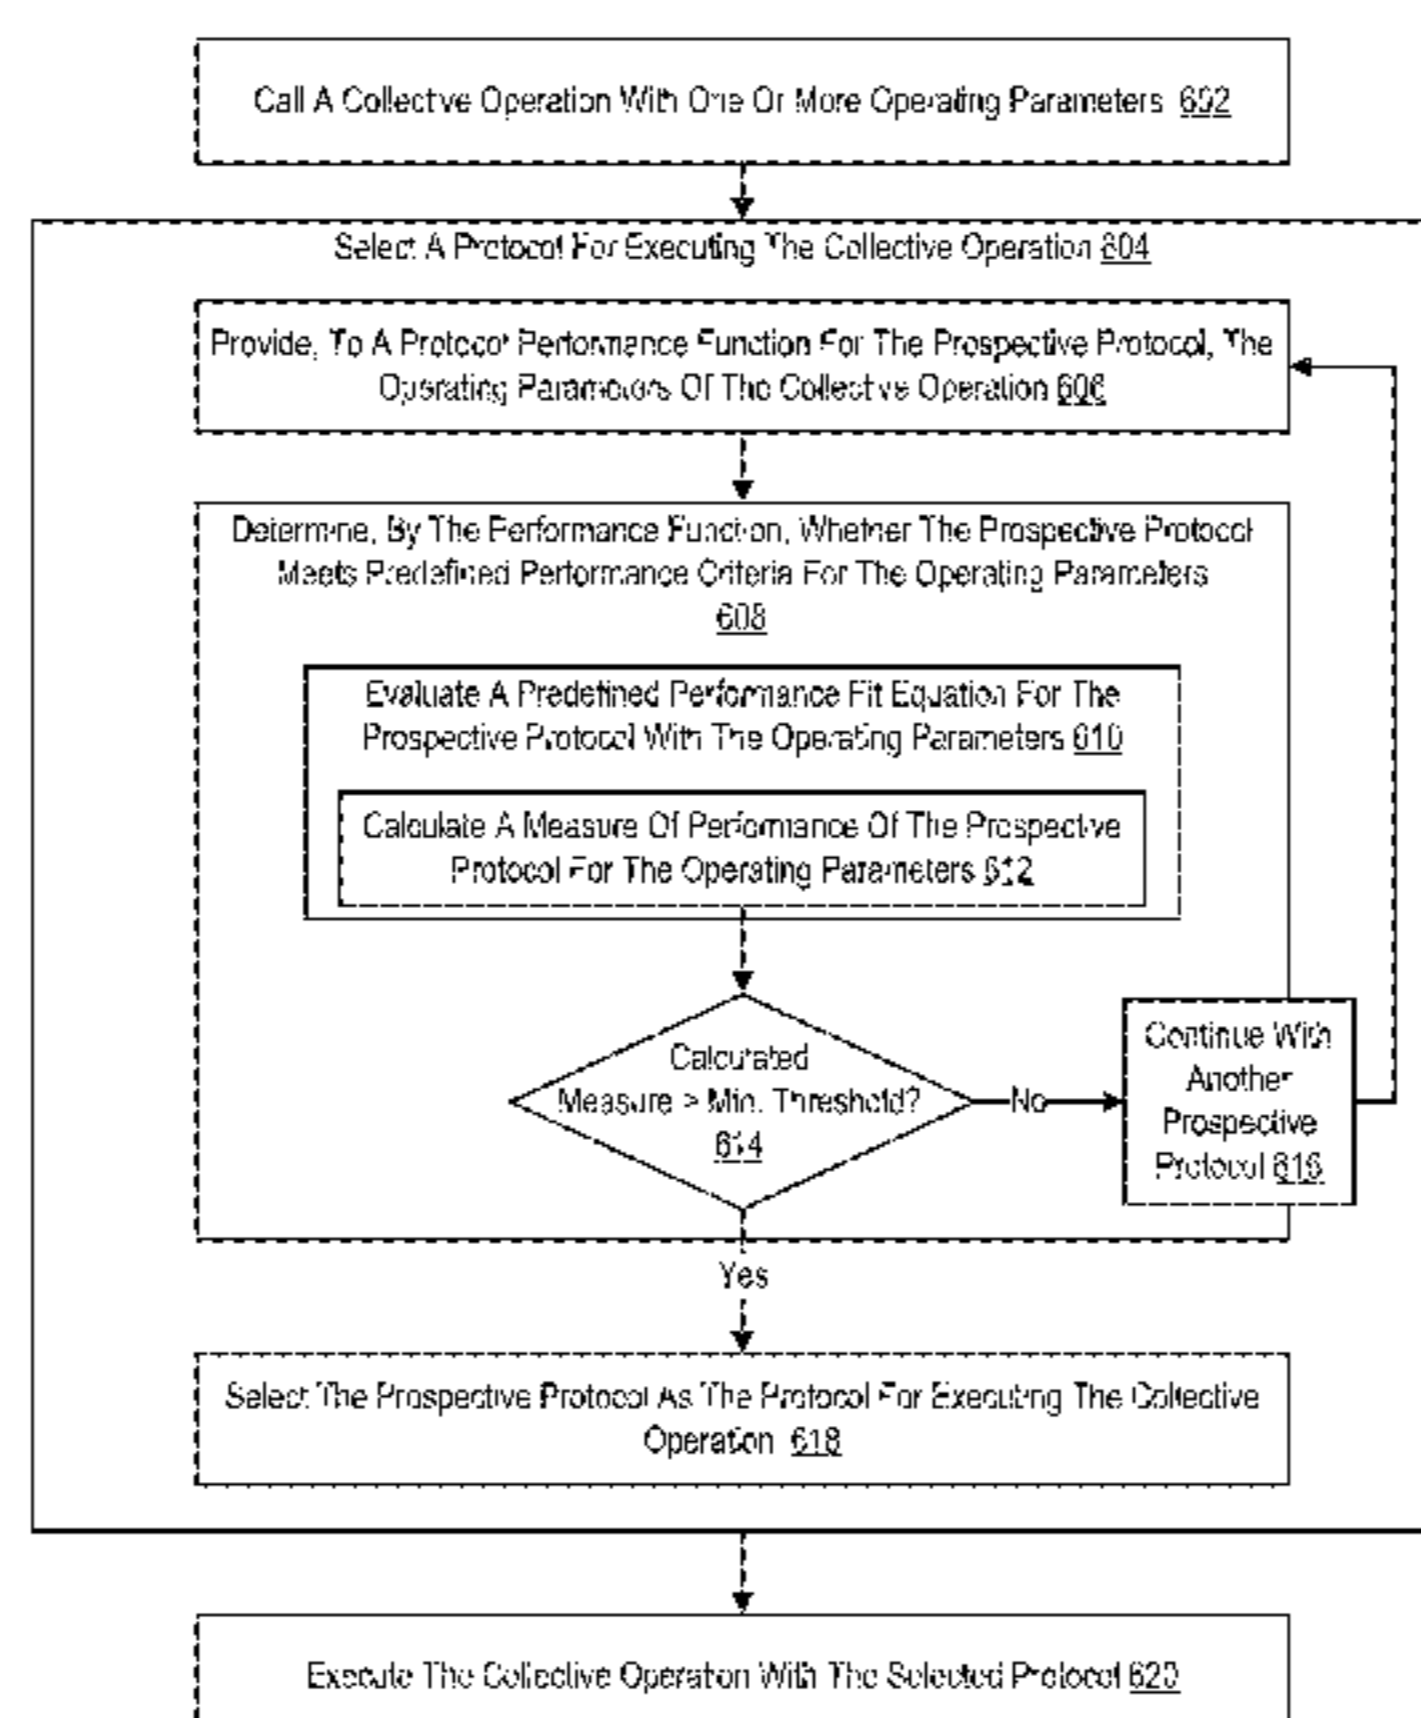 Call A Collective Operation With One Or More Operating Parameters 602
Select A Protocol For Executing The Collective Operation 604
Provide, To A Protocol Performance Function For The Prospective Protocol, The
Operating Parameters Of The Collective Operation 606
Determine, By The Performance Function, Whether The Prospective Protocol
Meets Predefined Performance Criteria For The Operating Parameters
608
Evaluate A Predefined Performance Fit Equation For The
Prospective Protocol With The Operating Parameters 610
Calculate A Measure Of Performance Of The Prospective
Protocol For The Operating Parameters 612
Calculated
Measure > Min. Threshold?
614
No
Continue With
Another
Prospective
Protocol 616
Yes
Select The Prospective Protocol As The Protocol For Executing The Collective
Operation 618
Execute The Collective Operation With The Selected Protocol 620